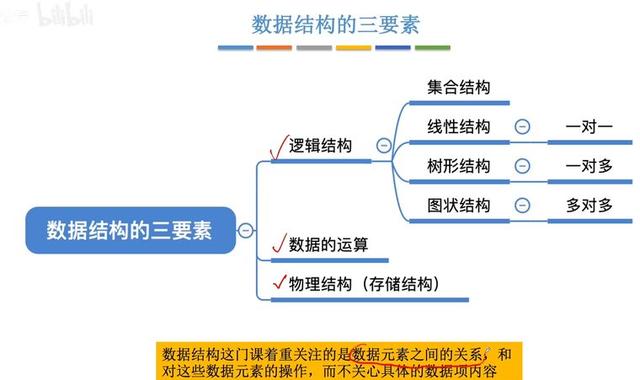 bilibili
数据结构的三要素
集合结构
线性结构
一对一
逻辑结构
树形结构
一对多
图状结构
多对多
数据结构的三要素
数据的运算
物理结构（存储结构）
数据结构这门课着重关注的是数据元素之间的关系，和
对这些数据元素的操作，而不关心具体的数据项内容